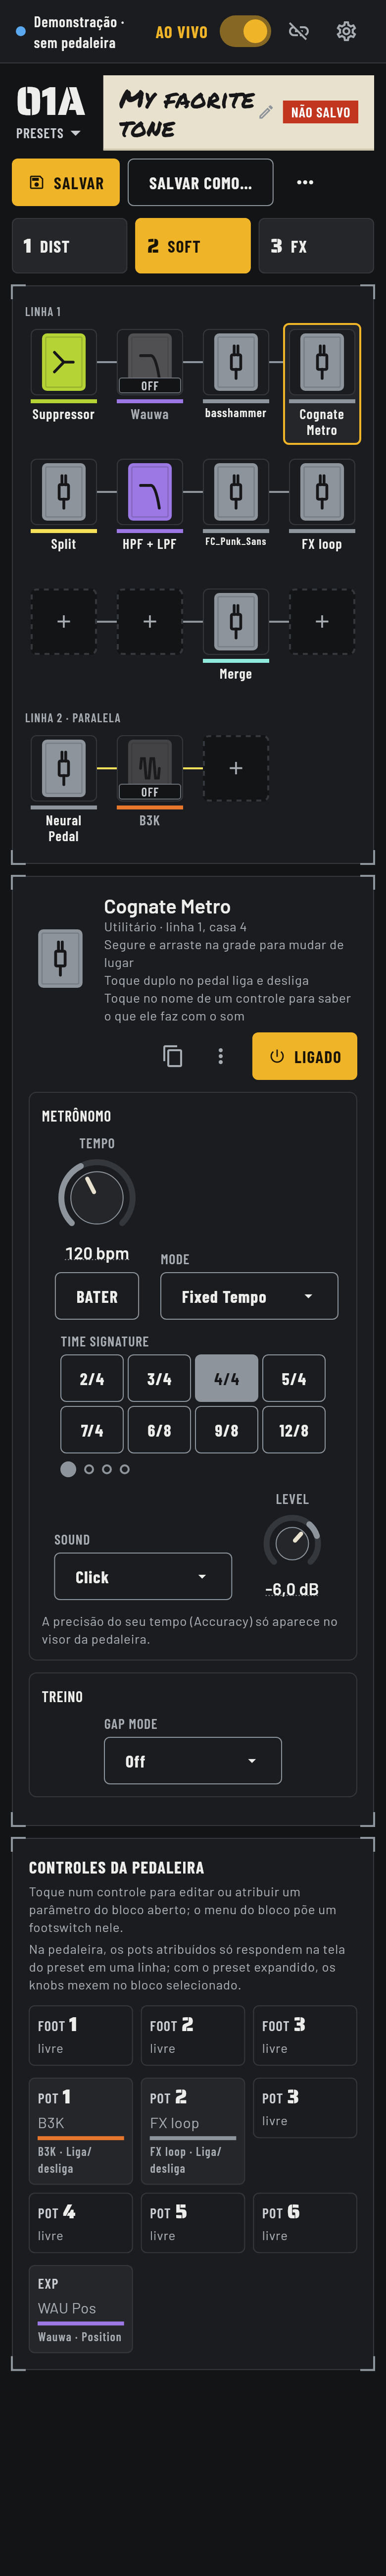 Demonstração ·
sem pedaleira
AO VIVO
01A
PRESETS
My faorite
tone
NÃO SALVO
SALVAR
SALVAR COMO...
1 DIST
2 SOFT
3 FX
LINHA 1
OFF
Suppressor
Wauwa
basshammer
Cognate
Metro
Split
HPF + LPF
FC_Punk_Sans
FX loop
Merge
LINHA 2 · PARALELA
OFF
Neural
Pedal
B3K
Cognate Metro
Utilitário · linha 1, casa 4
Segure e arraste na grade para mudar de
lugar
Toque duplo no pedal liga e desliga
Toque no nome de um controle para saber
o que ele faz com o som
LIGADO
METRÔNOMO
TEMPO
120 bpm
MODE
BATER
Fixed Tempo
TIME SIGNATURE
2/4
3/4
4/4
5/4
7/4
6/8
9/8
12/8
LEVEL
SOUND
Click
-6,0 dB
A precisão do seu tempo (Accuracy) só aparece no
visor da pedaleira.
TREINO
GAP MODE
Off
CONTROLES DA PEDALEIRA
Toque num controle para editar ou atribuir um
parâmetro do bloco aberto; o menu do bloco põe um
footswitch nele.
Na pedaleira, os pots atribuídos só respondem na tela
do preset em uma linha; com o preset expandido, os
knobs mexem no bloco selecionado.
FOOT 1
livre
FOOT 2
livre
FOOT 3
livre
POT 1
B3K
B3K · Liga/
desliga
POT 2
FX loop
FX loop · Liga/
desliga
POT 3
livre
POT 4
livre
POT 5
livre
POT 6
livre
EXP
WAU Pos
Wauwa · Position